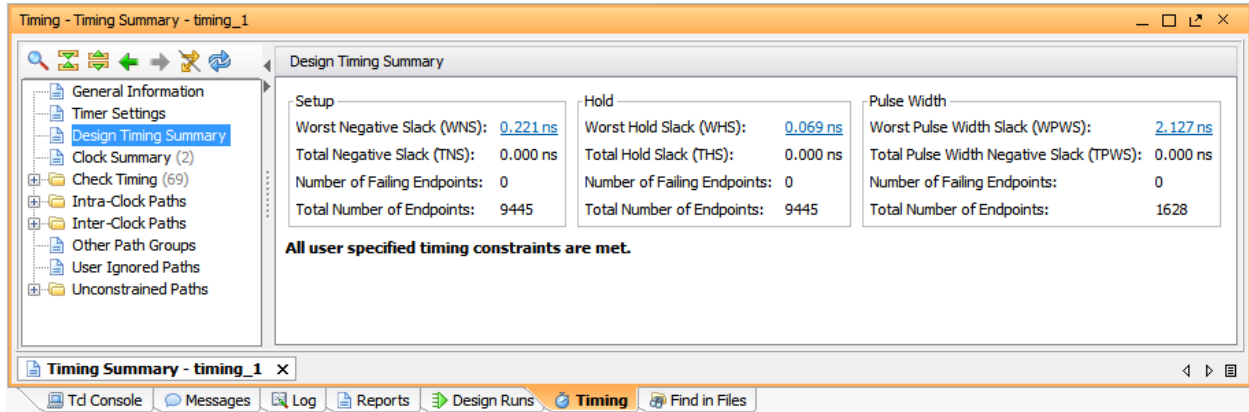 Timing - Timing Summary - timing_1
General Information
Timer Settings
Design Timing Summary
Clock Summary (2)
Check Timing (69)
Intra-Clock Paths
Inter-Clock Paths
Other Path Groups
User Ignored Paths
Unconstrained Paths
Design Timing Summary
Setup
Worst Negative Slack (WNS): 0.221 ns
Total Negative Slack (TNS): 0.000 ns
Number of Failing Endpoints: 0
Total Number of Endpoints: 9445
Hold
Worst Hold Slack (WHS): 0.069 ns
Total Hold Slack (THS): 0.000 ns
Number of Failing Endpoints: 0
Total Number of Endpoints: 9445
Pulse Width
Worst Pulse Width Slack (WPWS): 2.127 ns
Total Pulse Width Negative Slack (TPWS): 0.000 ns
Number of Failing Endpoints: 0
Total Number of Endpoints: 1628
All user specified timing constraints are met.
Timing Summary - timing_1
Tcl Console Messages Log Reports Design Runs Timing Find in Files